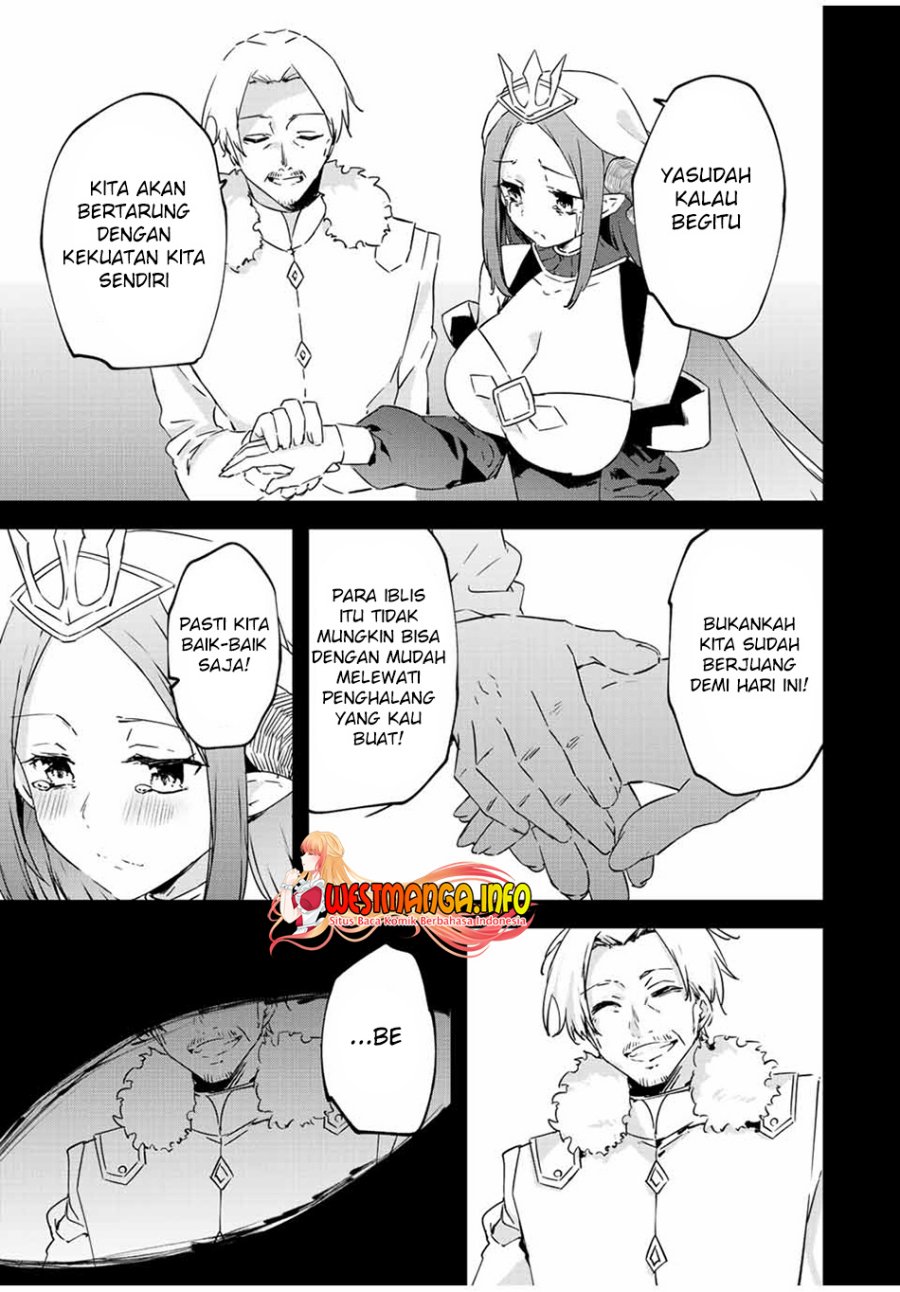 YASUDAH
KALAU
BEGITU
KITA AKAN
BERTARUNG
DENGAN
KEKUATAN KITA
SENDIRI
BUKANKAH
KITA SUDAH
BERJUANG
DEMI HARI INI!
PARA IBLIS
ITU TIDAK
MUNGKIN BISA
DENGAN MUDAH
MELEWATI
PENGHALANG
YANG KAU
BUAT!
PASTI KITA
BAIK-BAIK
SAJA!
WESTMANGA.INFO
Situs Baca Komik Berbahasa Indonesia
...BE